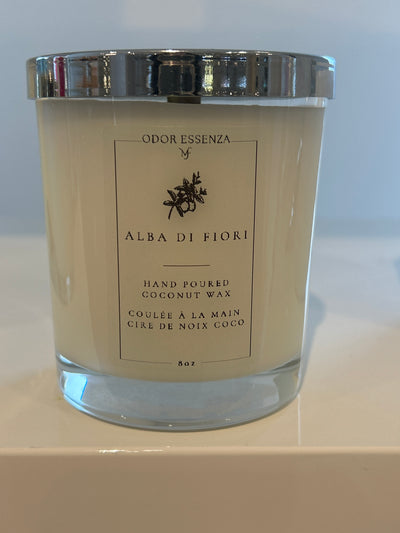 ODOR ESSENZA
ALBA DI FIORI
HAND POURED
COCONUT WAX
COULÉE À LA MAIN
CIRE DE NOIX COCO
8oz